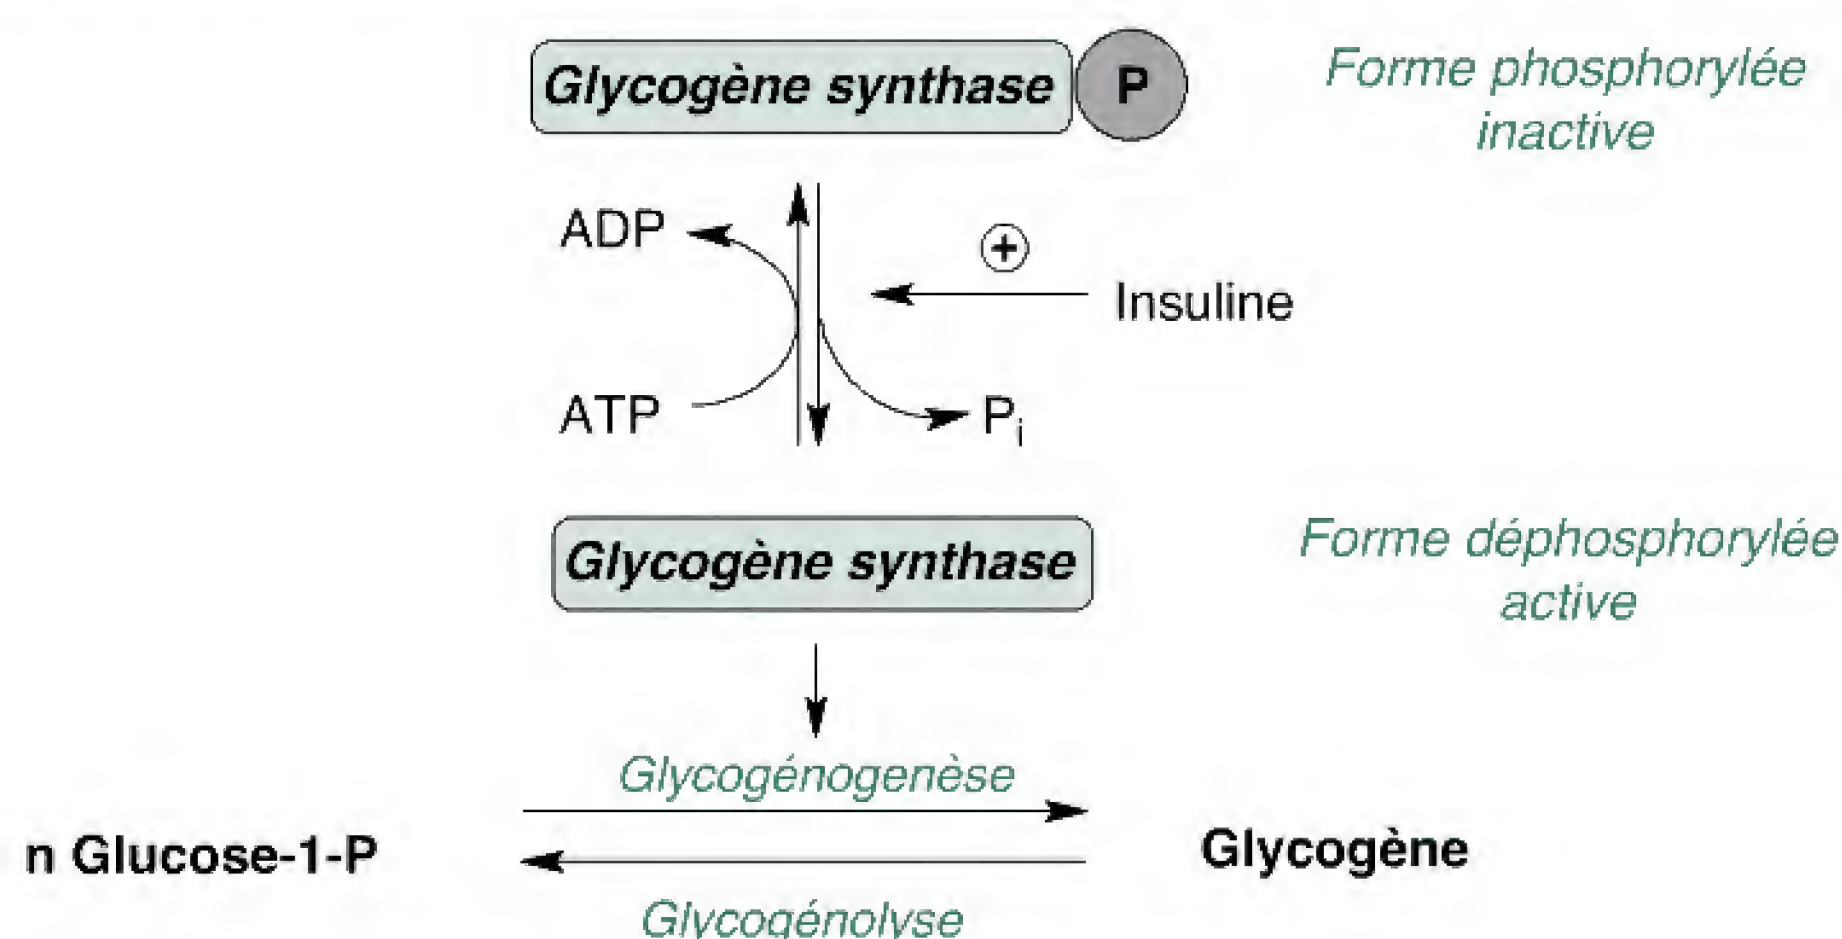 Glycogène synthase P
Forme phosphorylée
inactive
ADP
+
Insuline
ATP
Pi
Glycogène synthase
Forme déphosphorylée
active
Glycogénogenèse
n Glucose-1-P
Glycogène
Glycogénolyse